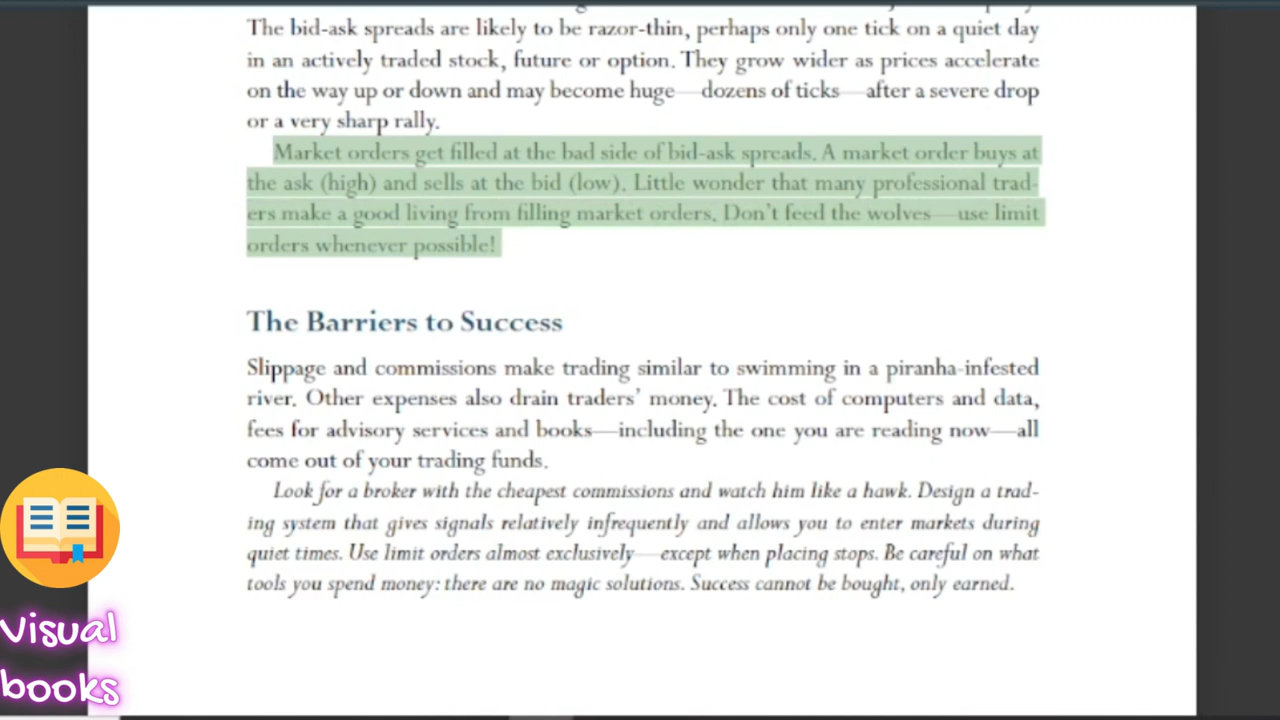 The bid-ask spreads are likely to be razor-thin, perhaps only one tick on a quiet day
in an actively traded stock, future or option. They grow wider as prices accelerate
on the way up or down and may become huge—dozens of ticks—after a severe drop
or a very sharp rally.
Market orders get filled at the bad side of bid-ask spreads. A market order buys at
the ask (high) and sells at the bid (low). Little wonder that many professional trad-
ers make a good living from filling market orders. Don't feed the wolves—use limit
orders whenever possible!
The Barriers to Success
Slippage and commissions make trading similar to swimming in a piranha-infested
river. Other expenses also drain traders' money. The cost of computers and data,
fees for advisory services and books—including the one you are reading now—all
come out of your trading funds.
Look for a broker with the cheapest commissions and watch him like a hawk. Design a trad-
ing system that gives signals relatively infrequently and allows you to enter markets during
quiet times. Use limit orders almost exclusively—except when placing stops. Be careful on what
tools you spend money: there are no magic solutions. Success cannot be bought, only earned.
Visual
books